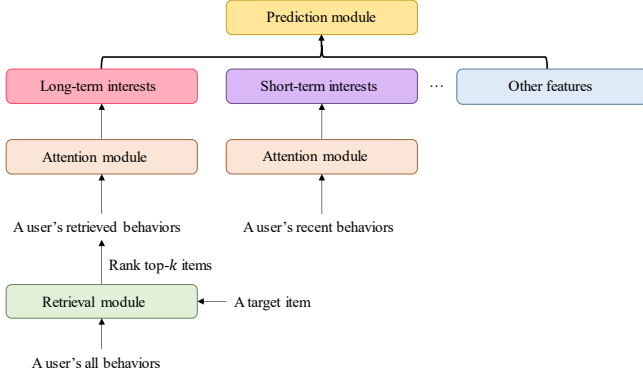 Prediction module
Long-term interests
Short-term interests
...
Other features
Attention module
Attention module
A user's retrieved behaviors
A user's recent behaviors
Rank top-k items
Retrieval module
A target item
A user's all behaviors